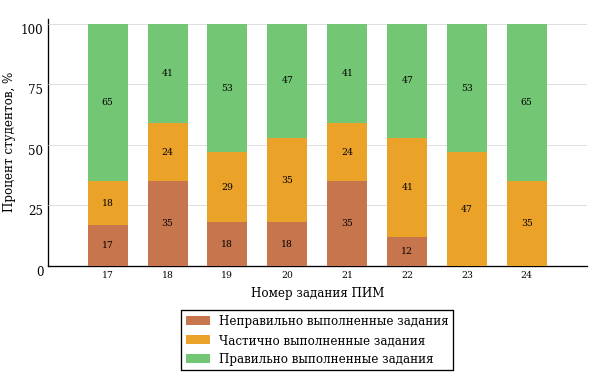 Процент студентов, %
100
75
50
25
0
65 41 53 47 41 47 53 65
18 24 29 35 24 41 47 35
17 35 18 18 35 12
17 18 19 20 21 22 23 24
Номер задания ПИМ
Неправильно выполненные задания
Частично выполненные задания
Правильно выполненные задания